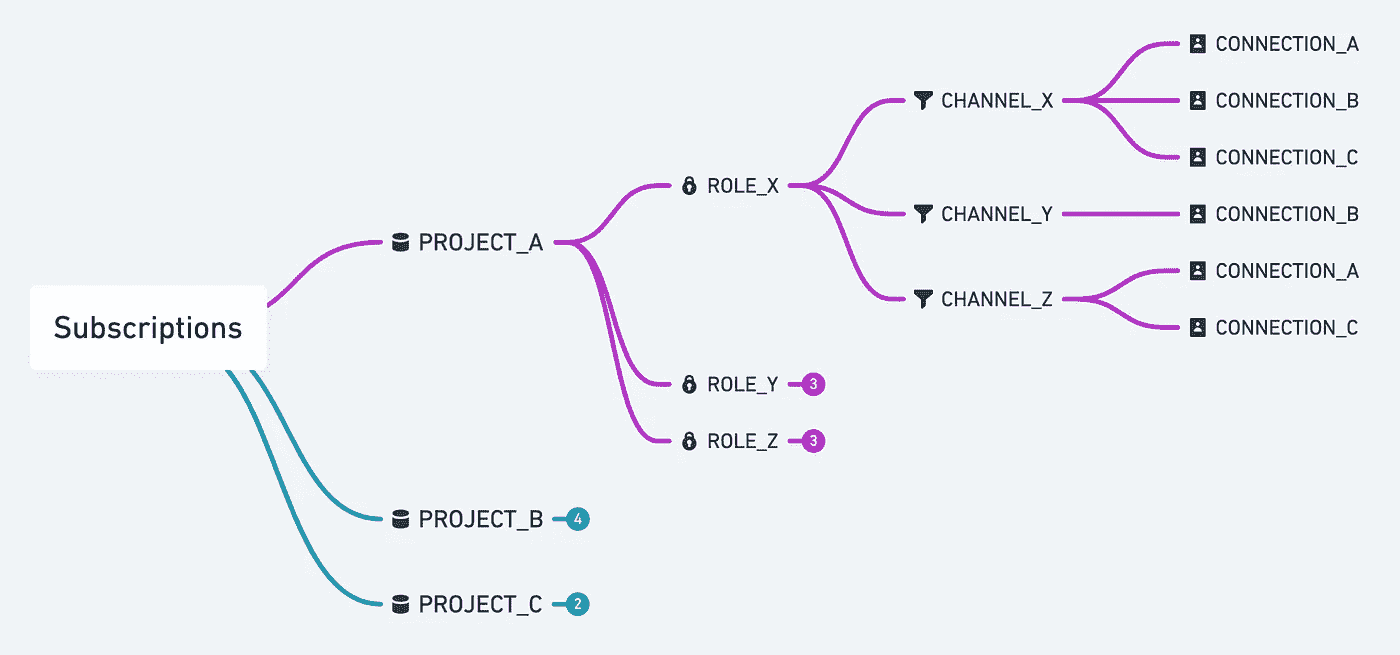 Subscriptions
PROJECT_A
ROLE_X
CHANNEL_X
CONNECTION_A
CONNECTION_B
CONNECTION_C
CHANNEL_Y
CONNECTION_B
CHANNEL_Z
CONNECTION_A
CONNECTION_C
ROLE_Y 3
ROLE_Z 3
PROJECT_B 4
PROJECT_C 2